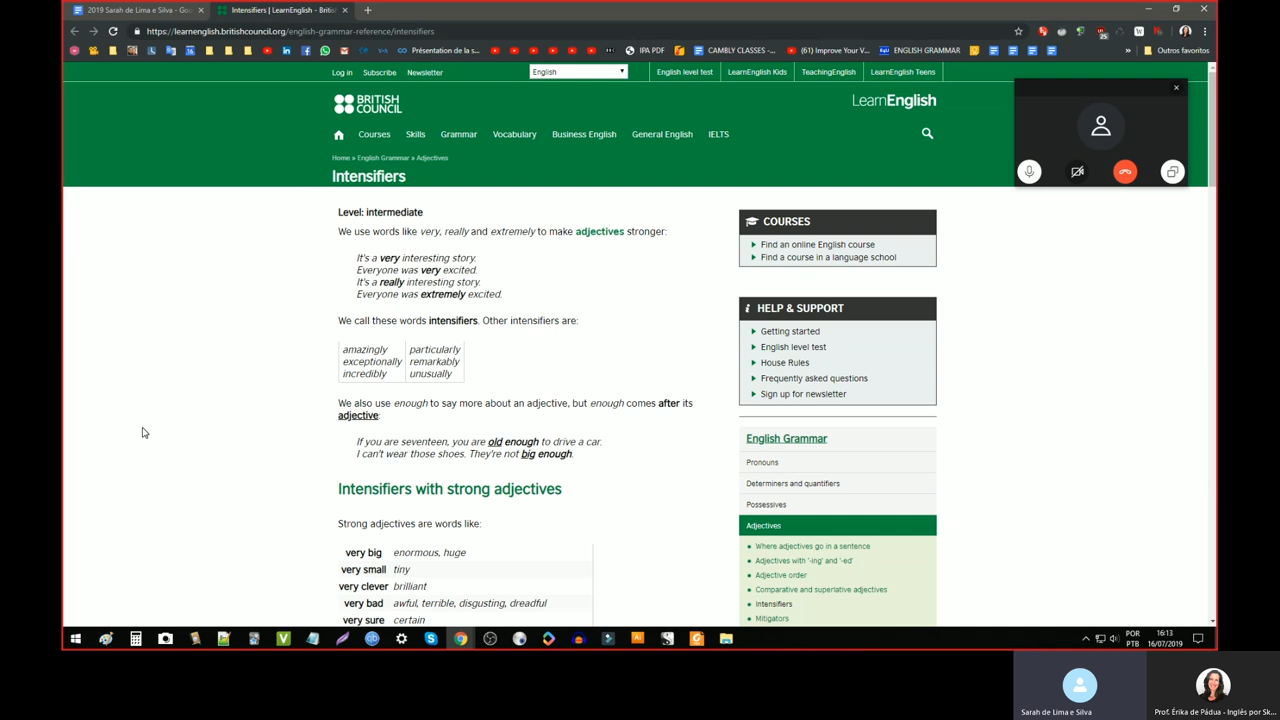 2019 Sarah de Lima e Silva - Goo
Intensifiers | LearnEnglish - Britis
https://learnenglish.britishcouncil.org/english-grammar-reference/intensifiers
Présentation de la s...
IPA PDF
CAMBLY CLASSES -...
(61) Improve Your V...
ENGLISH GRAMMAR
Outros favoritos
Log in
Subscribe
Newsletter
English
English level test
LearnEnglish Kids
TeachingEnglish
LearnEnglish Teens
BRITISH
COUNCIL
LearnEnglish
Courses
Skills
Grammar
Vocabulary
Business English
General English
IELTS
Home » English Grammar » Adjectives
Intensifiers
Level: intermediate
We use words like very, really and extremely to make adjectives stronger:
It's a very interesting story.
Everyone was very excited.
It's a really interesting story.
Everyone was extremely excited.
We call these words intensifiers. Other intensifiers are:
amazingly particularly
exceptionally remarkably
incredibly unusually
We also use enough to say more about an adjective, but enough comes after its
adjective:
If you are seventeen, you are old enough to drive a car.
I can't wear those shoes. They're not big enough.
Intensifiers with strong adjectives
Strong adjectives are words like:
very big enormous, huge
very small tiny
very clever brilliant
very bad awful, terrible, disgusting, dreadful
very sure certain
COURSES
Find an online English course
Find a course in a language school
HELP & SUPPORT
Getting started
English level test
House Rules
Frequently asked questions
Sign up for newsletter
English Grammar
Pronouns
Determiners and quantifiers
Possessives
Adjectives
Where adjectives go in a sentence
Adjectives with '-ing' and '-ed'
Adjective order
Comparative and superlative adjectives
Intensifiers
Mitigators
POR
PTB
16:13
16/07/2019
Sarah de Lima e Silva
Prof. Érika de Pádua - Inglês por Sk...